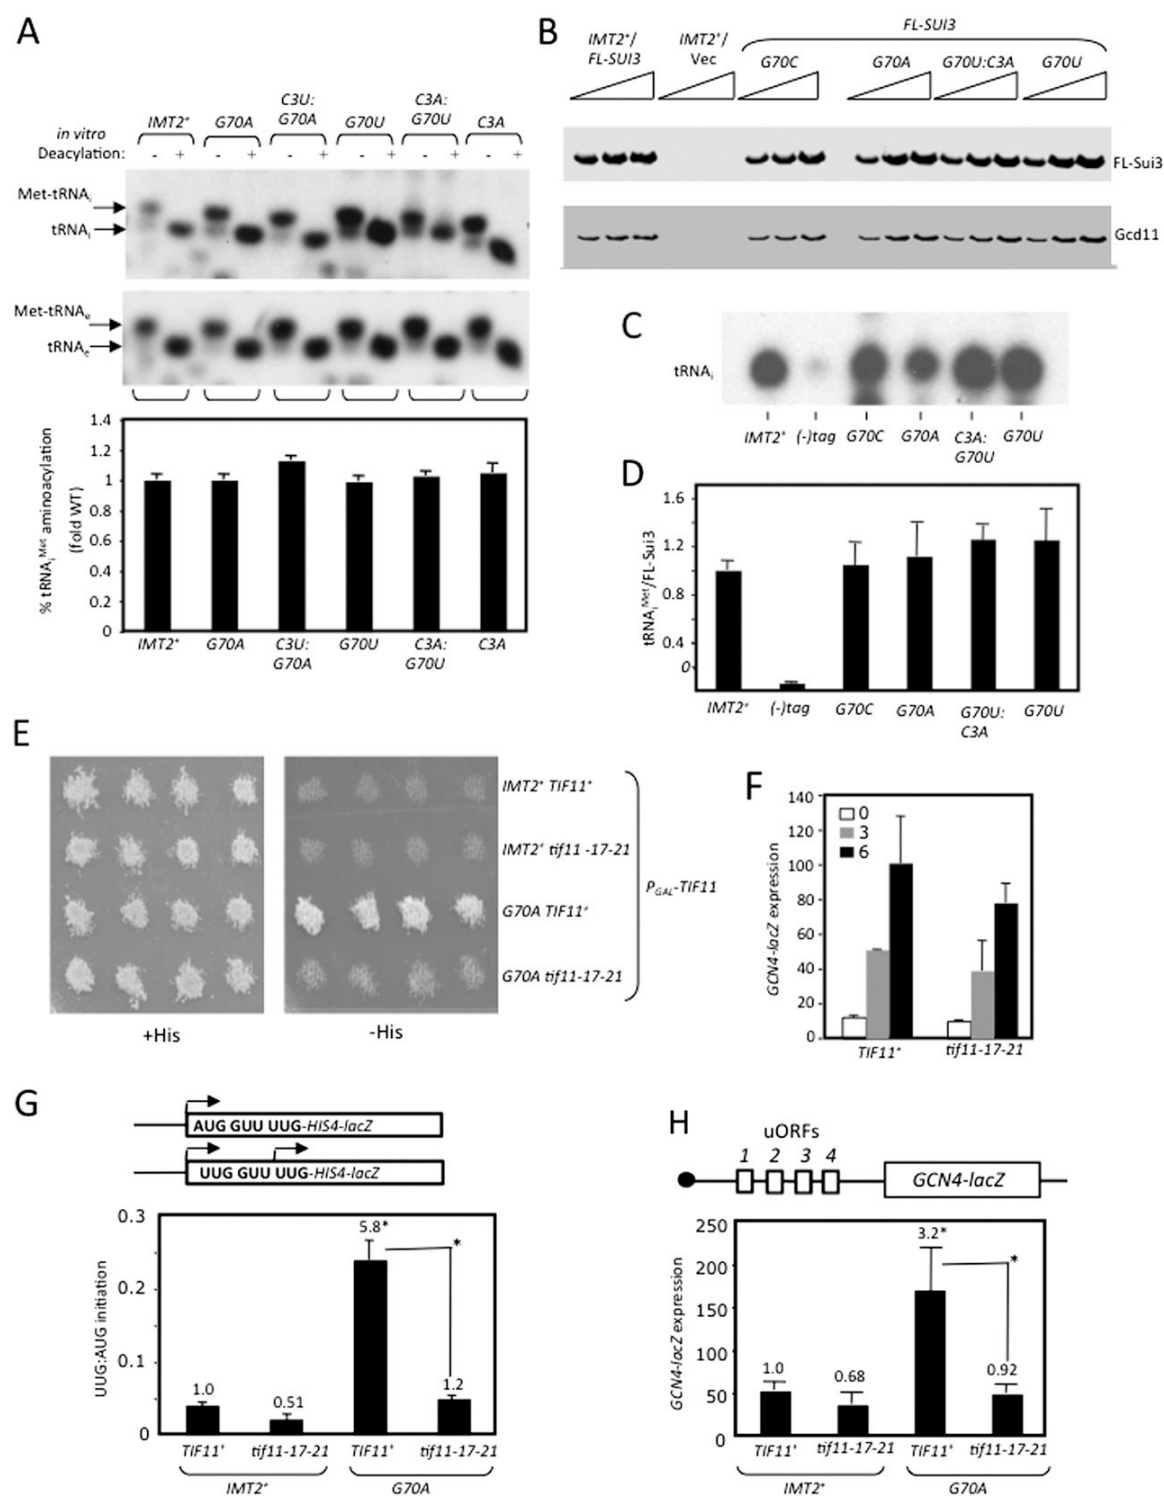 A
in vitro
Deacylation:
IMT2⁺ G70A C3U: G70A G70U C3A: G70U C3A
- + - + - + - + - + - +
Met-tRNAᵢ
tRNAᵢ
Met-tRNAₑ
tRNAₑ
% tRNAᵢᴹᵉᵗ aminoacylation
(fold WT)
1.4
1.2
1
0.8
0.6
0.4
0.2
0
IMT2⁺ G70A C3U: G70A G70U C3A: G70U C3A
B
IMT2⁺/ FL-SUI3
IMT2⁺/ Vec
FL-SUI3
G70C G70A G70U:C3A G70U
FL-Sui3
Gcd11
C
tRNAᵢ
IMT2⁺ (-)tag G70C G70A C3A: G70U G70U
D
tRNAᵢᴹᵉᵗ/FL-Sui3
1.6
1.2
0.8
0.4
0
IMT2⁺ (-)tag G70C G70A G70U: C3A G70U
E
IMT2⁺ TIF11⁺
IMT2⁺ tif11 -17-21
G70A TIF11⁺
G70A tif11-17-21
P_GAL-TIF11
+His
-His
F
GCN4-lacZ expression
140
120
100
80
60
40
20
0
0
3
6
TIF11⁺ tif11-17-21
G
AUG GUU UUG-HIS4-lacZ
UUG GUU UUG-HIS4-lacZ
UUG:AUG initiation
0.3
0.2
0.1
0
1.0
0.51
5.8*
*
1.2
TIF11⁺ tif11-17-21 TIF11⁺ tif11-17-21
IMT2⁺ G70A
H
uORFs
1 2 3 4
GCN4-lacZ
GCN4-lacZ expression
250
200
150
100
50
0
1.0
0.68
3.2*
*
0.92
TIF11⁺ tif11-17-21 TIF11⁺ tif11-17-21
IMT2⁺ G70A